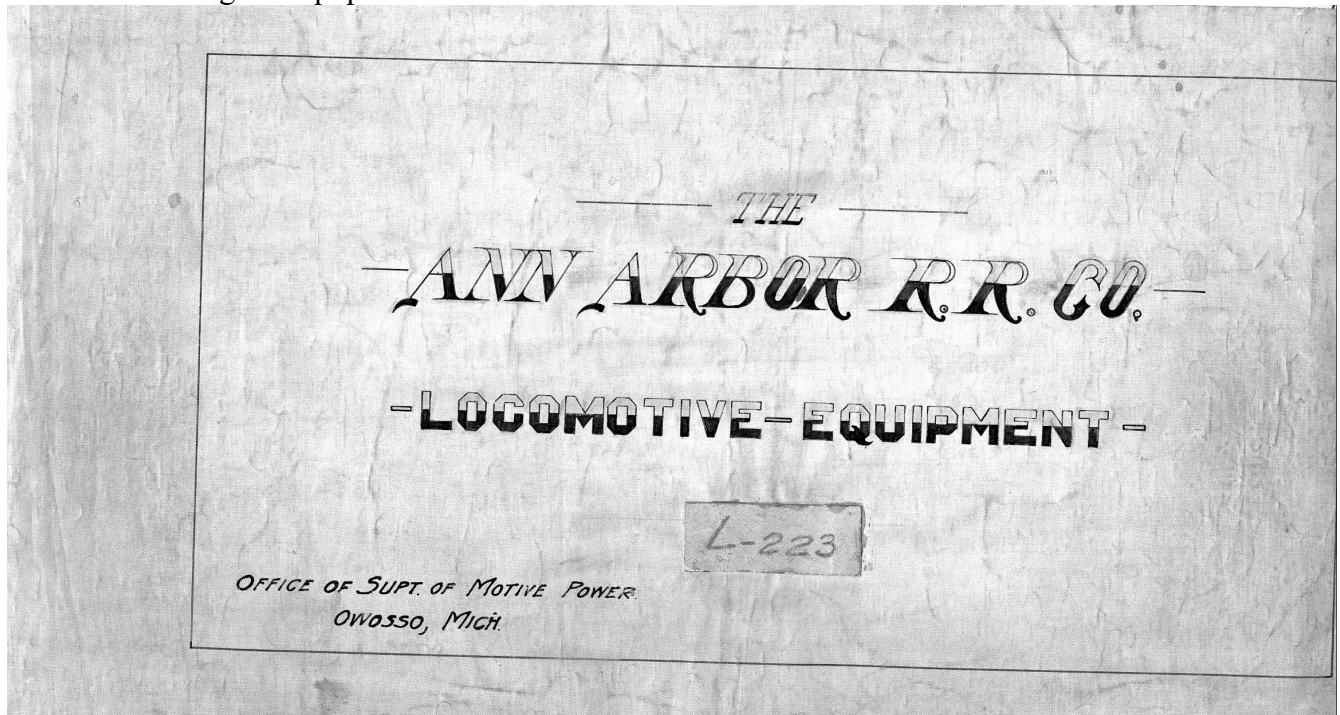 THE
-ANN ARBOR R.R. CO.-
-LOCOMOTIVE-EQUIPMENT-
L-223
OFFICE OF SUPT. OF MOTIVE POWER
OWOSSO, MICH.